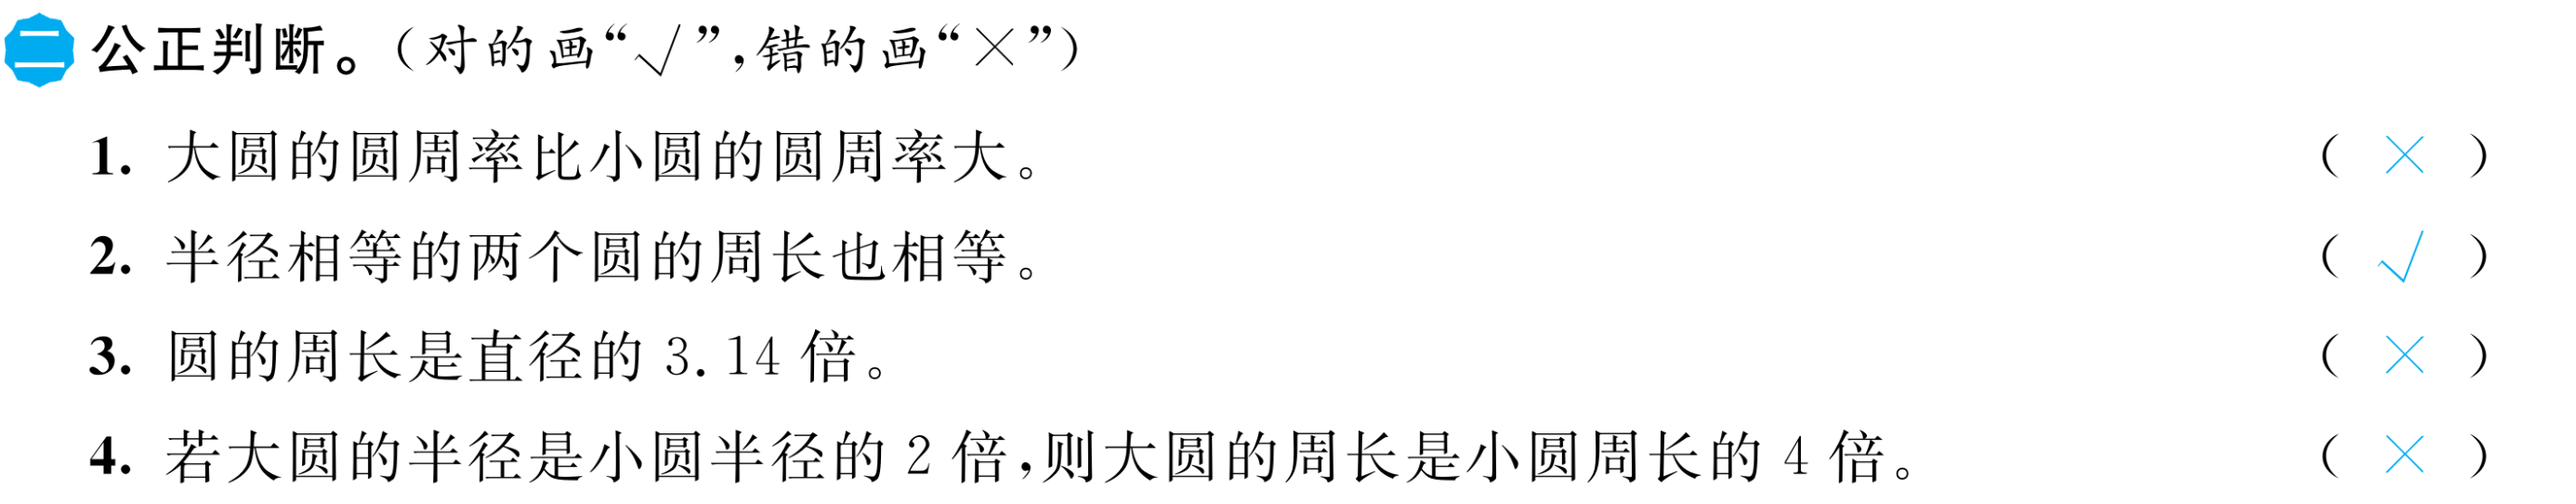 二 公正判断。(对的画“√”,错的画“×”)
1. 大圆的圆周率比小圆的圆周率大。 ( × )
2. 半径相等的两个圆的周长也相等。 ( √ )
3. 圆的周长是直径的 3.14 倍。 ( × )
4. 若大圆的半径是小圆半径的 2 倍,则大圆的周长是小圆周长的 4 倍。 ( × )